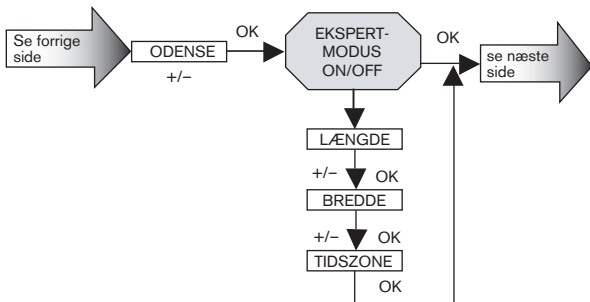 Se forrige
side
ODENSE
+/–
OK
EKSPERT-
MODUS
ON/OFF
OK
se næste
side
LÆNGDE
+/–
OK
BREDDE
+/–
OK
TIDSZONE
OK